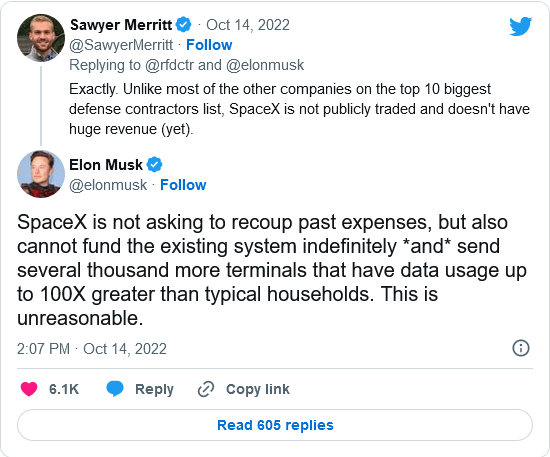 Sawyer Merritt · Oct 14, 2022
@SawyerMerritt · Follow
Replying to @rfdctr and @elonmusk
Exactly. Unlike most of the other companies on the top 10 biggest
defense contractors list, SpaceX is not publicly traded and doesn't have
huge revenue (yet).
Elon Musk
@elonmusk · Follow
SpaceX is not asking to recoup past expenses, but also
cannot fund the existing system indefinitely *and* send
several thousand more terminals that have data usage up
to 100X greater than typical households. This is
unreasonable.
2:07 PM · Oct 14, 2022
6.1K Reply Copy link
Read 605 replies